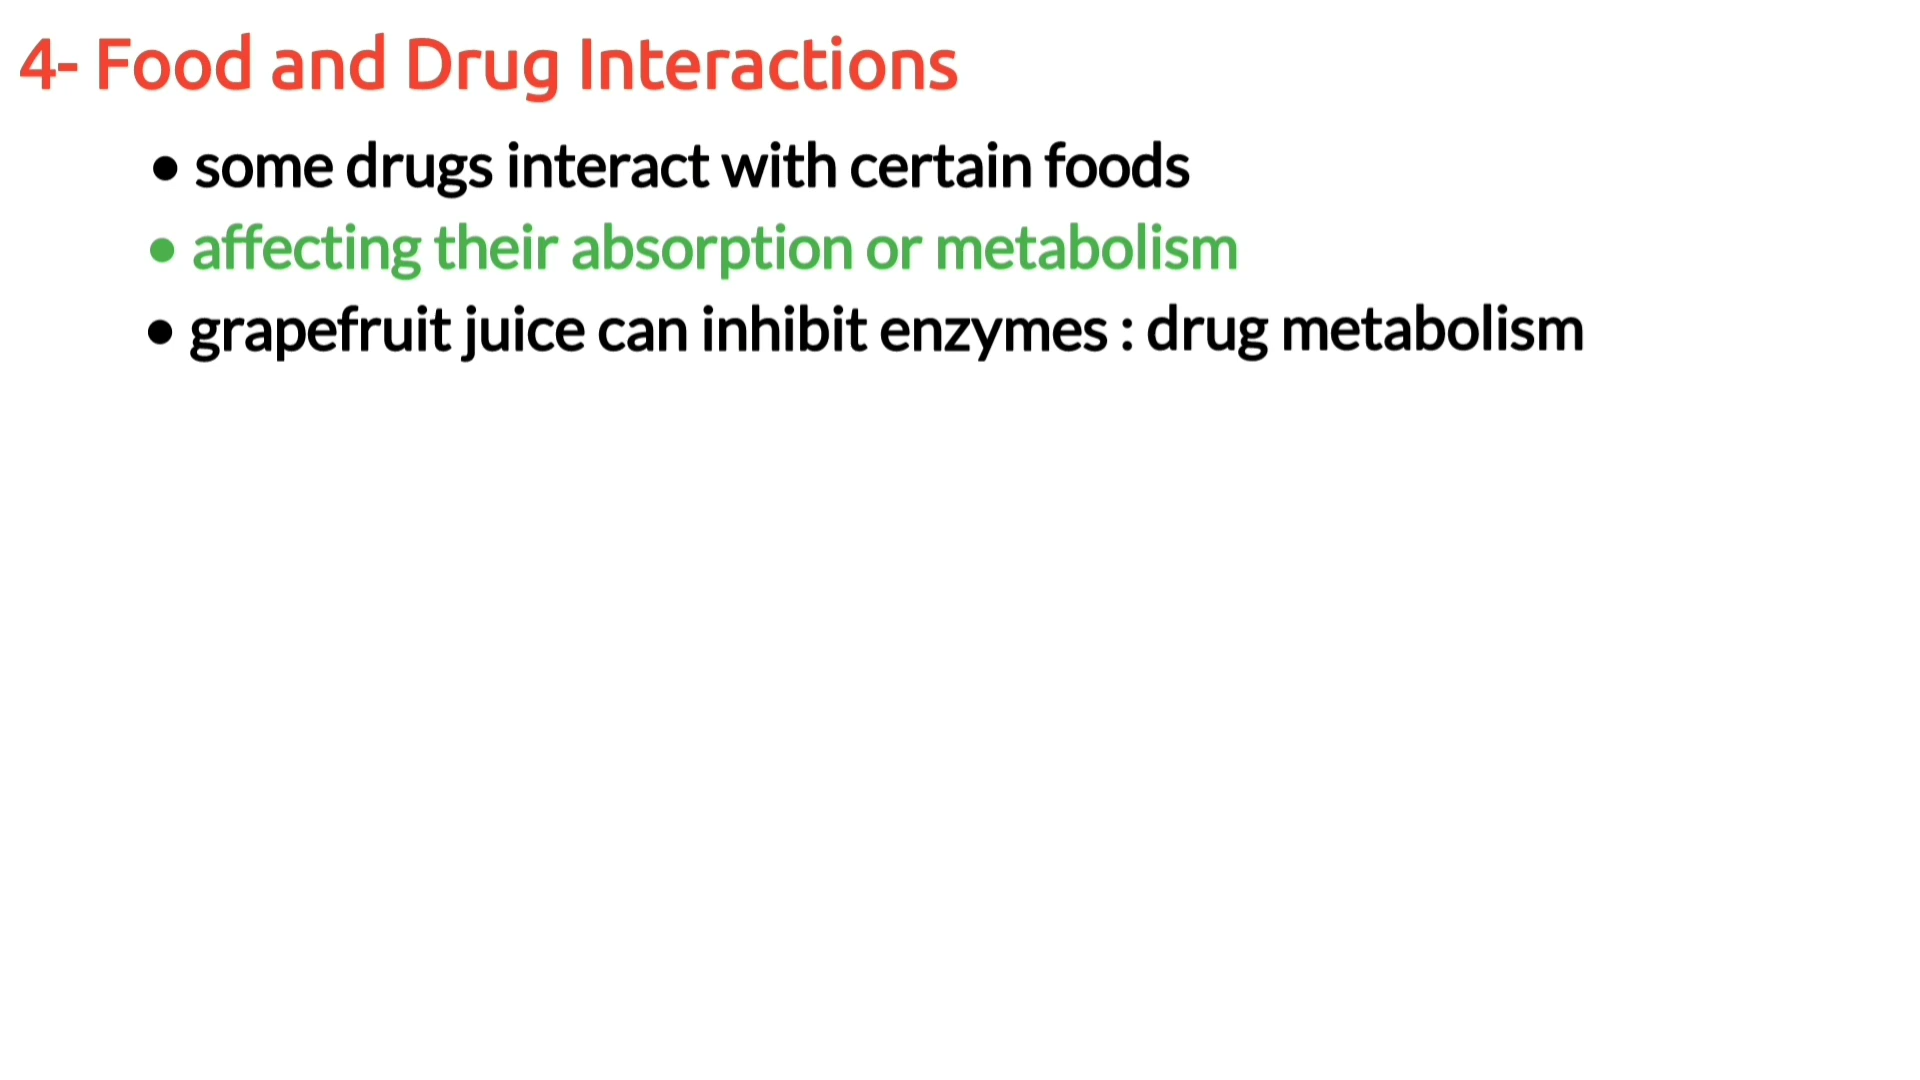 4- Food and Drug Interactions
• some drugs interact with certain foods
• affecting their absorption or metabolism
• grapefruit juice can inhibit enzymes : drug metabolism